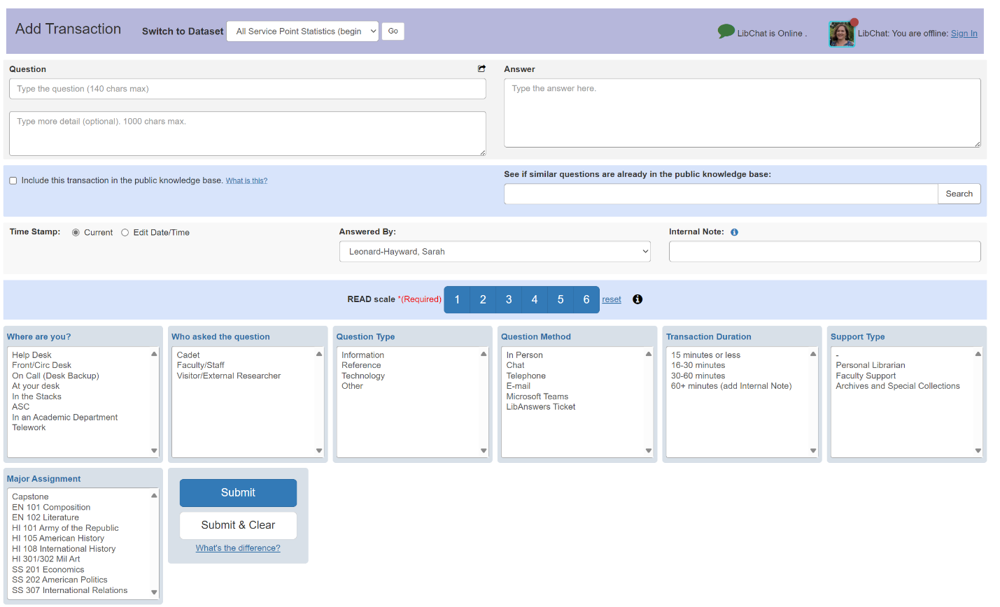 Add Transaction
Switch to Dataset
All Service Point Statistics (begin
Go
LibChat is Online .
LibChat: You are offline: Sign In
Question
Type the question (140 chars max)
Type more detail (optional). 1000 chars max.
Answer
Type the answer here.
Include this transaction in the public knowledge base. What is this?
See if similar questions are already in the public knowledge base:
Search
Time Stamp:
Current
Edit Date/Time
Answered By:
Leonard-Hayward, Sarah
Internal Note:
READ scale *(Required) 1 2 3 4 5 6 reset
Where are you?
Help Desk
Front/Circ Desk
On Call (Desk Backup)
At your desk
In the Stacks
ASC
In an Academic Department
Telework
Who asked the question
Cadet
Faculty/Staff
Visitor/External Researcher
Question Type
Information
Reference
Technology
Other
Question Method
In Person
Chat
Telephone
E-mail
Microsoft Teams
LibAnswers Ticket
Transaction Duration
15 minutes or less
16-30 minutes
30-60 minutes
60+ minutes (add Internal Note)
Support Type
-
Personal Librarian
Faculty Support
Archives and Special Collections
Major Assignment
Capstone
EN 101 Composition
EN 102 Literature
HI 101 Army of the Republic
HI 105 American History
HI 108 International History
HI 301/302 Mil Art
SS 201 Economics
SS 202 American Politics
SS 307 International Relations
Submit
Submit & Clear
What's the difference?